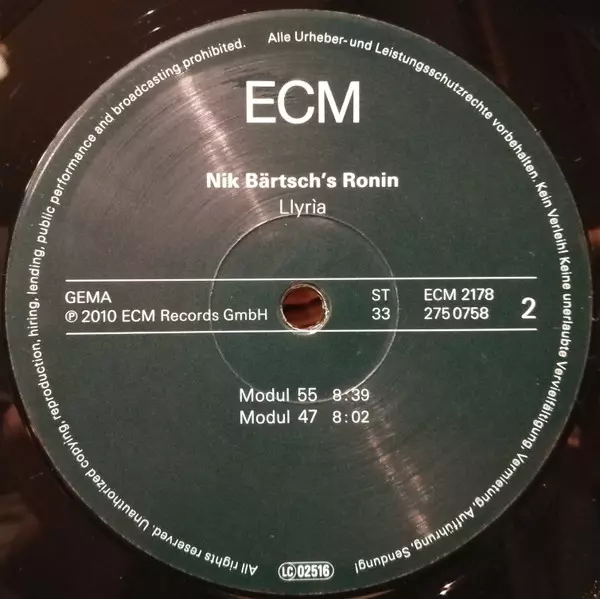 ECM
Nik Bärtsch's Ronin
Llyrìa
GEMA
℗ 2010 ECM Records GmbH
ST
33
ECM 2178
275 0758
2
Modul 55 8:39
Modul 47 8:02
Alle Urheber- und Leistungsschutzrechte vorbehalten. Kein Verleih! Keine unerlaubte Vervielfältigung, Vermietung, Aufführung, Sendung!
LC 02516
All rights reserved. Unauthorized copying, reproduction, hiring, lending, public performance and broadcasting prohibited.